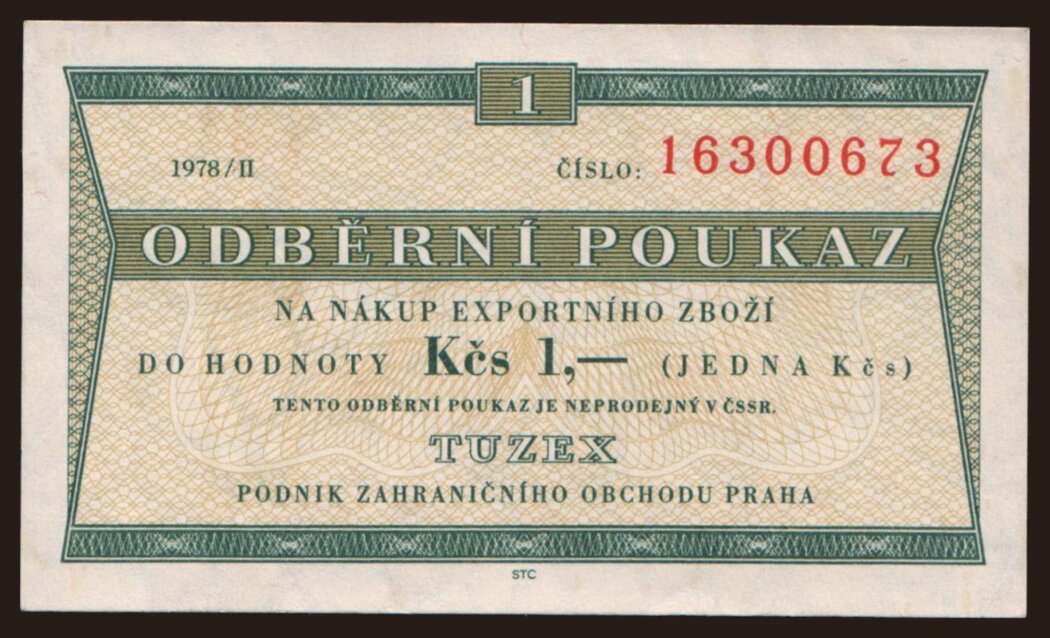 1
1978/II ČÍSLO: 16300673
ODBĚRNÍ POUKAZ
NA NÁKUP EXPORTNÍHO ZBOŽÍ
DO HODNOTY Kčs 1,— (JEDNA Kčs)
TENTO ODBĚRNÍ POUKAZ JE NEPRODEJNÝ V ČSSR.
TUZEX
PODNIK ZAHRANIČNÍHO OBCHODU PRAHA
STC